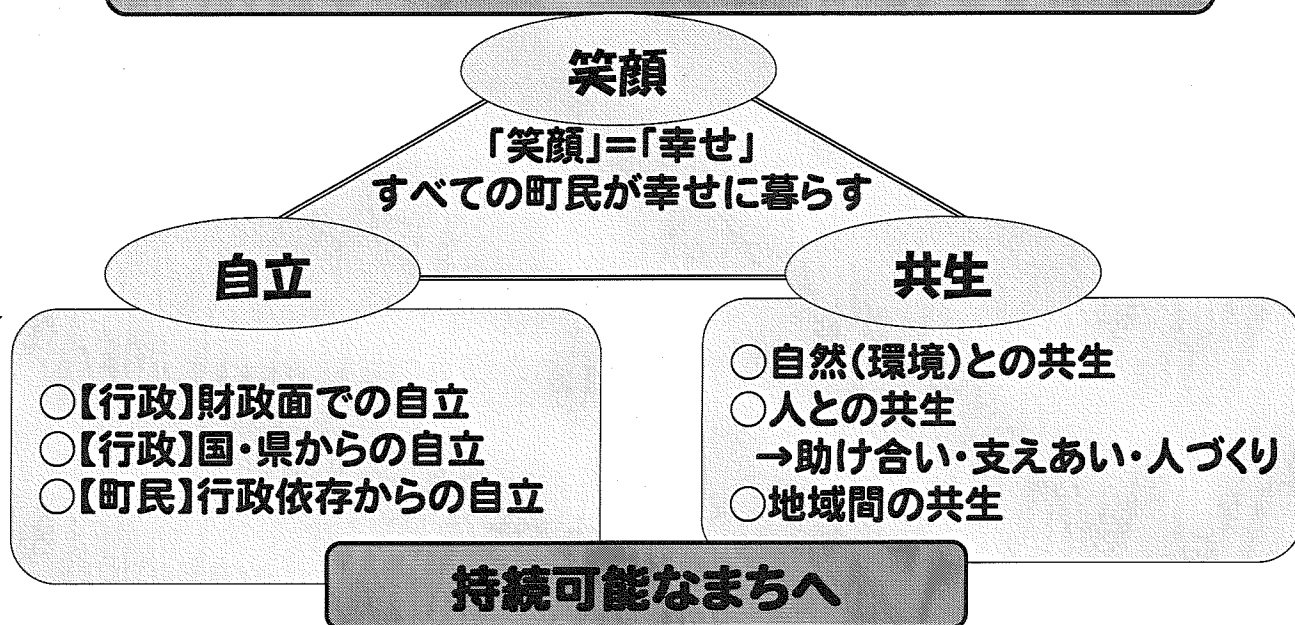 笑顔
「笑顔」=「幸せ」
すべての町民が幸せに暮らす
自立
○【行政】財政面での自立
○【行政】国・県からの自立
○【町民】行政依存からの自立
共生
○自然(環境)との共生
○人との共生
→助け合い・支えあい・人づくり
○地域間の共生
持続可能なまちへ